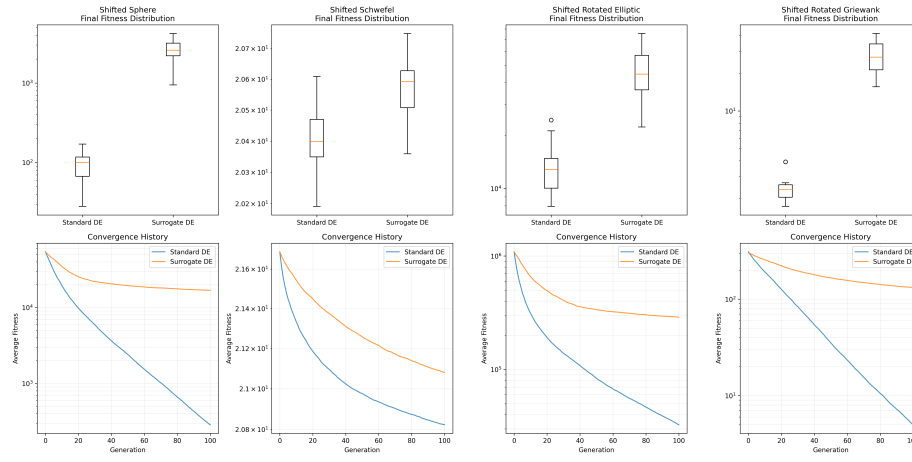 Shifted Sphere
Final Fitness Distribution
10³
10²
Standard DE
Surrogate DE
Shifted Schwefel
Final Fitness Distribution
2.07×10¹
2.06×10¹
2.05×10¹
2.04×10¹
2.03×10¹
2.02×10¹
Standard DE
Surrogate DE
Shifted Rotated Elliptic
Final Fitness Distribution
10⁴
Standard DE
Surrogate DE
Shifted Rotated Griewank
Final Fitness Distribution
10¹
Standard DE
Surrogate DE
Convergence History
Average Fitness
10⁴
10³
Standard DE
Surrogate DE
0 20 40 60 80 100
Generation
Convergence History
Average Fitness
2.16×10¹
2.14×10¹
2.12×10¹
2.1×10¹
2.08×10¹
Standard DE
Surrogate DE
0 20 40 60 80 100
Generation
Convergence History
Average Fitness
10⁶
10⁵
Standard DE
Surrogate DE
0 20 40 60 80 100
Generation
Convergence History
Average Fitness
10²
10¹
Standard DE
Surrogate DE
0 20 40 60 80 100
Generation